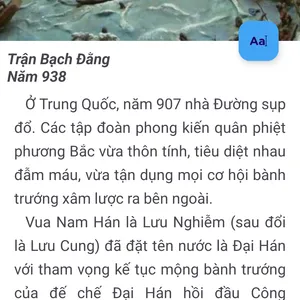 Aa
Trận Bạch Đằng
Năm 938
Ở Trung Quốc, năm 907 nhà Đường sụp
đổ. Các tập đoàn phong kiến quân phiệt
phương Bắc vừa thôn tính, tiêu diệt nhau
đẫm máu, vừa tận dụng mọi cơ hội bành
trướng xâm lược ra bên ngoài.
Vua Nam Hán là Lưu Nghiễm (sau đổi
là Lưu Cung) đã đặt tên nước là Đại Hán
với tham vọng kế tục mộng bành trướng
của đế chế Đại Hán hồi đầu Công